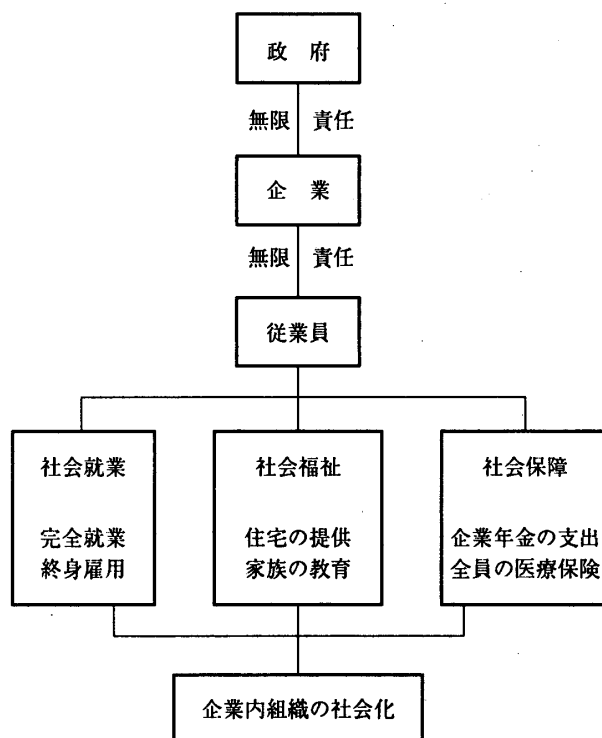 政　府
無限　責任
企　業
無限　責任
従業員
社会就業
完全就業
終身雇用
社会福祉
住宅の提供
家族の教育
社会保障
企業年金の支出
全員の医療保険
企業内組織の社会化